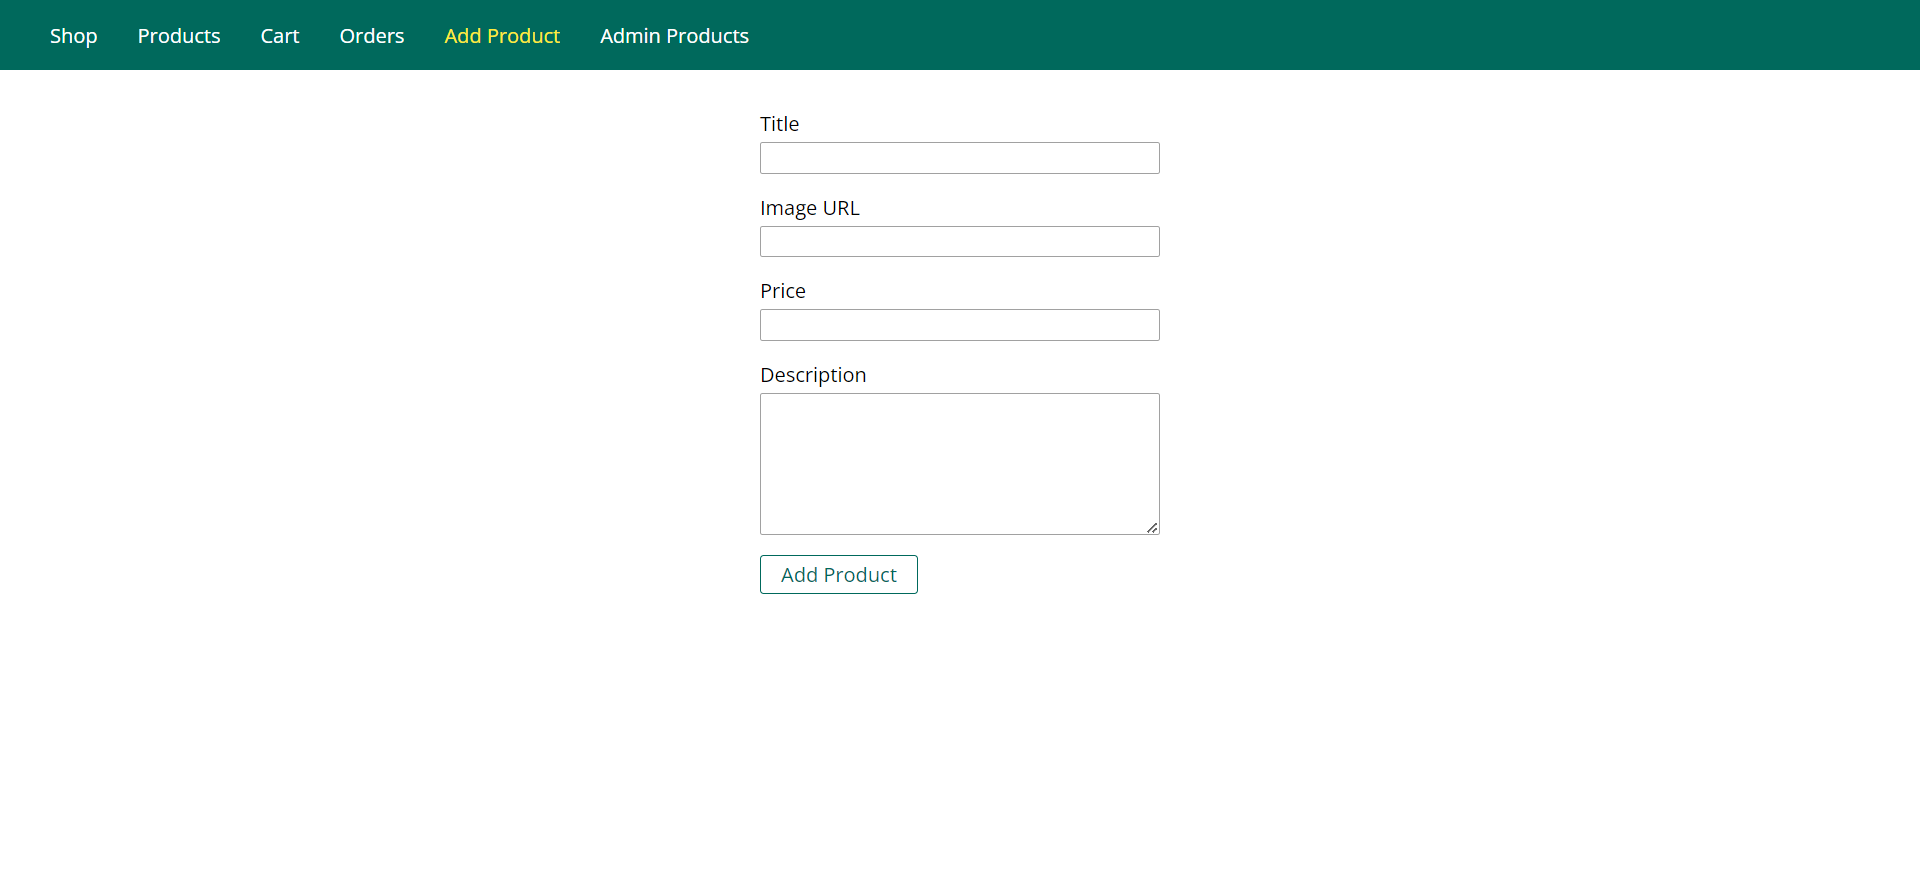 Shop Products Cart Orders Add Product Admin Products
Title
Image URL
Price
Description
Add Product